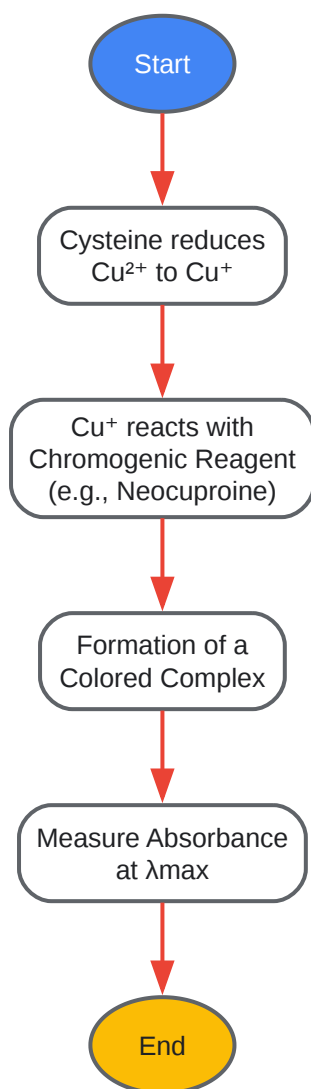 Start
Cysteine reduces
Cu²⁺ to Cu⁺
Cu⁺ reacts with
Chromogenic Reagent
(e.g., Neocuproine)
Formation of a
Colored Complex
Measure Absorbance
at λmax
End